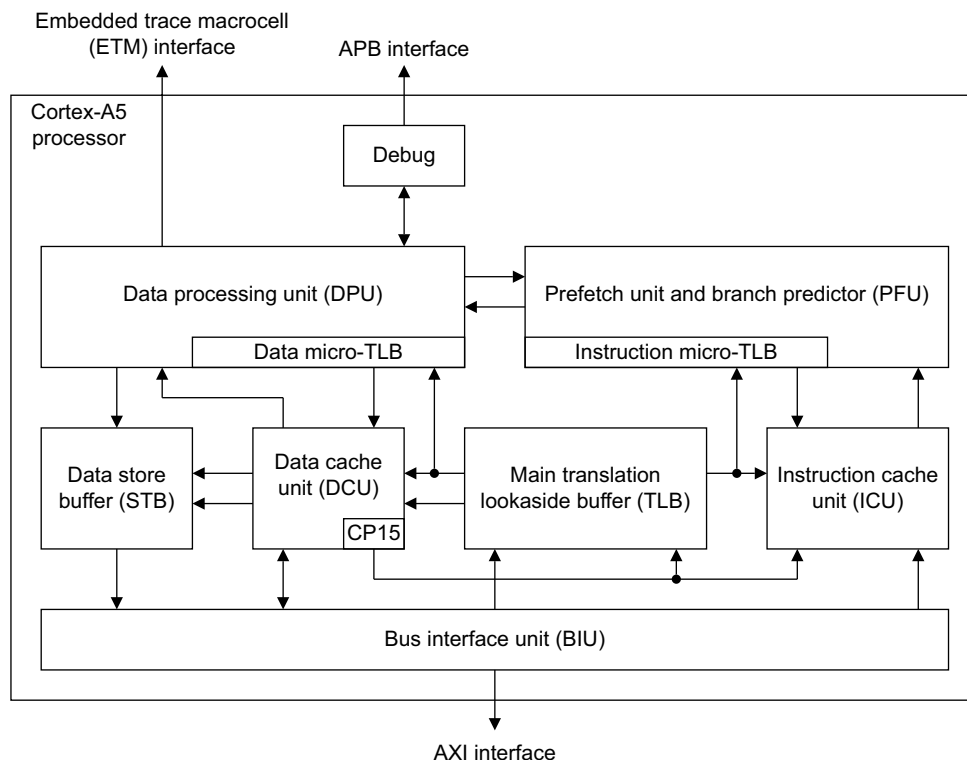 Embedded trace macrocell
(ETM) interface
APB interface
Cortex-A5
processor
Debug
Data processing unit (DPU)
Prefetch unit and branch predictor (PFU)
Data micro-TLB
Instruction micro-TLB
Data store
buffer (STB)
Data cache
unit (DCU)
CP15
Main translation
lookaside buffer (TLB)
Instruction cache
unit (ICU)
Bus interface unit (BIU)
AXI interface